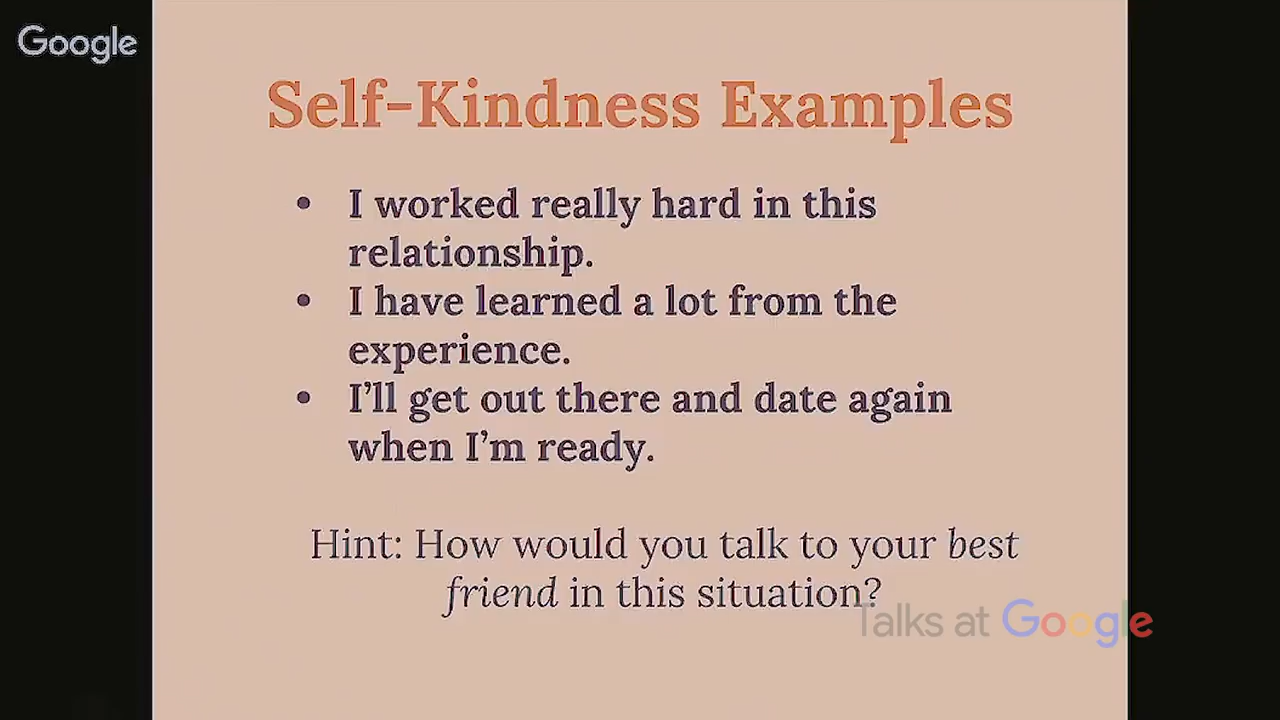 Google
Self-Kindness Examples
• I worked really hard in this
relationship.
• I have learned a lot from the
experience.
• I’ll get out there and date again
when I’m ready.
Hint: How would you talk to your best
friend in this situation?
Talks at Google